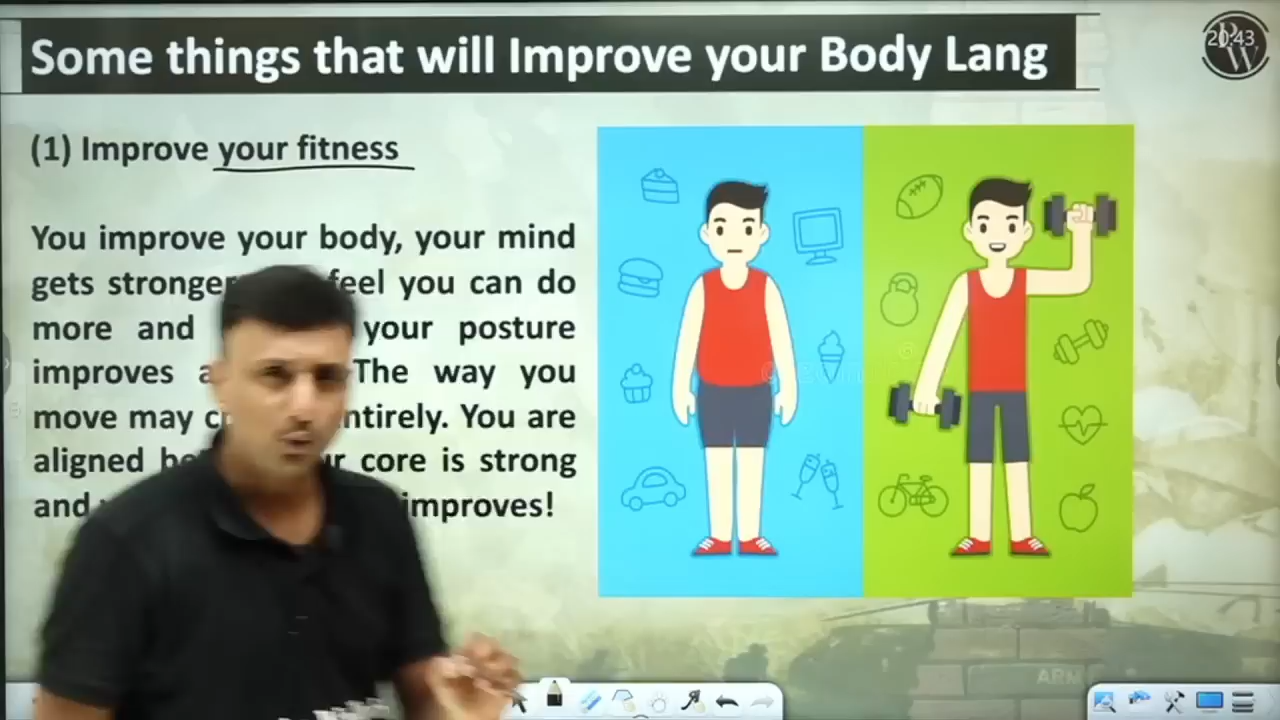 Some things that will Improve your Body Lang
20:43
(1) Improve your fitness
You improve your body, your mind
gets stronger feel you can do
more and your posture
improves The way you
move may entirely. You are
aligned core is strong
and improves!
ARM